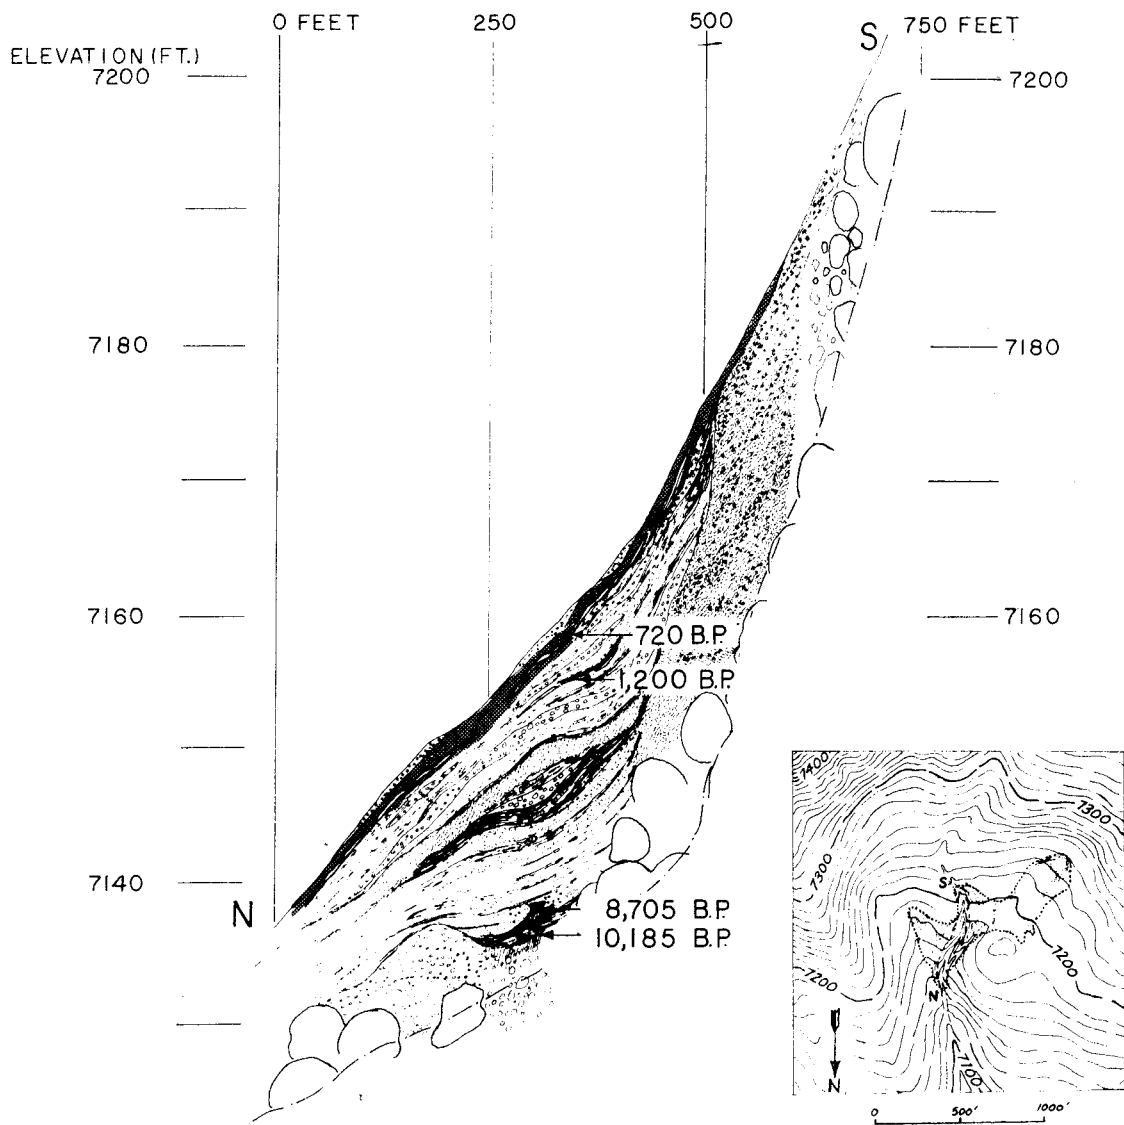 0 FEET 250 500 750 FEET
S
ELEVATION (FT.)
7200 7200
7180 7180
7160 7160
720 B.P.
1,200 B.P.
7140
N
8,705 B.P.
10,185 B.P.
7400
7300
7300
S'
7200
7200
N
7100
N
0 500' 1000'